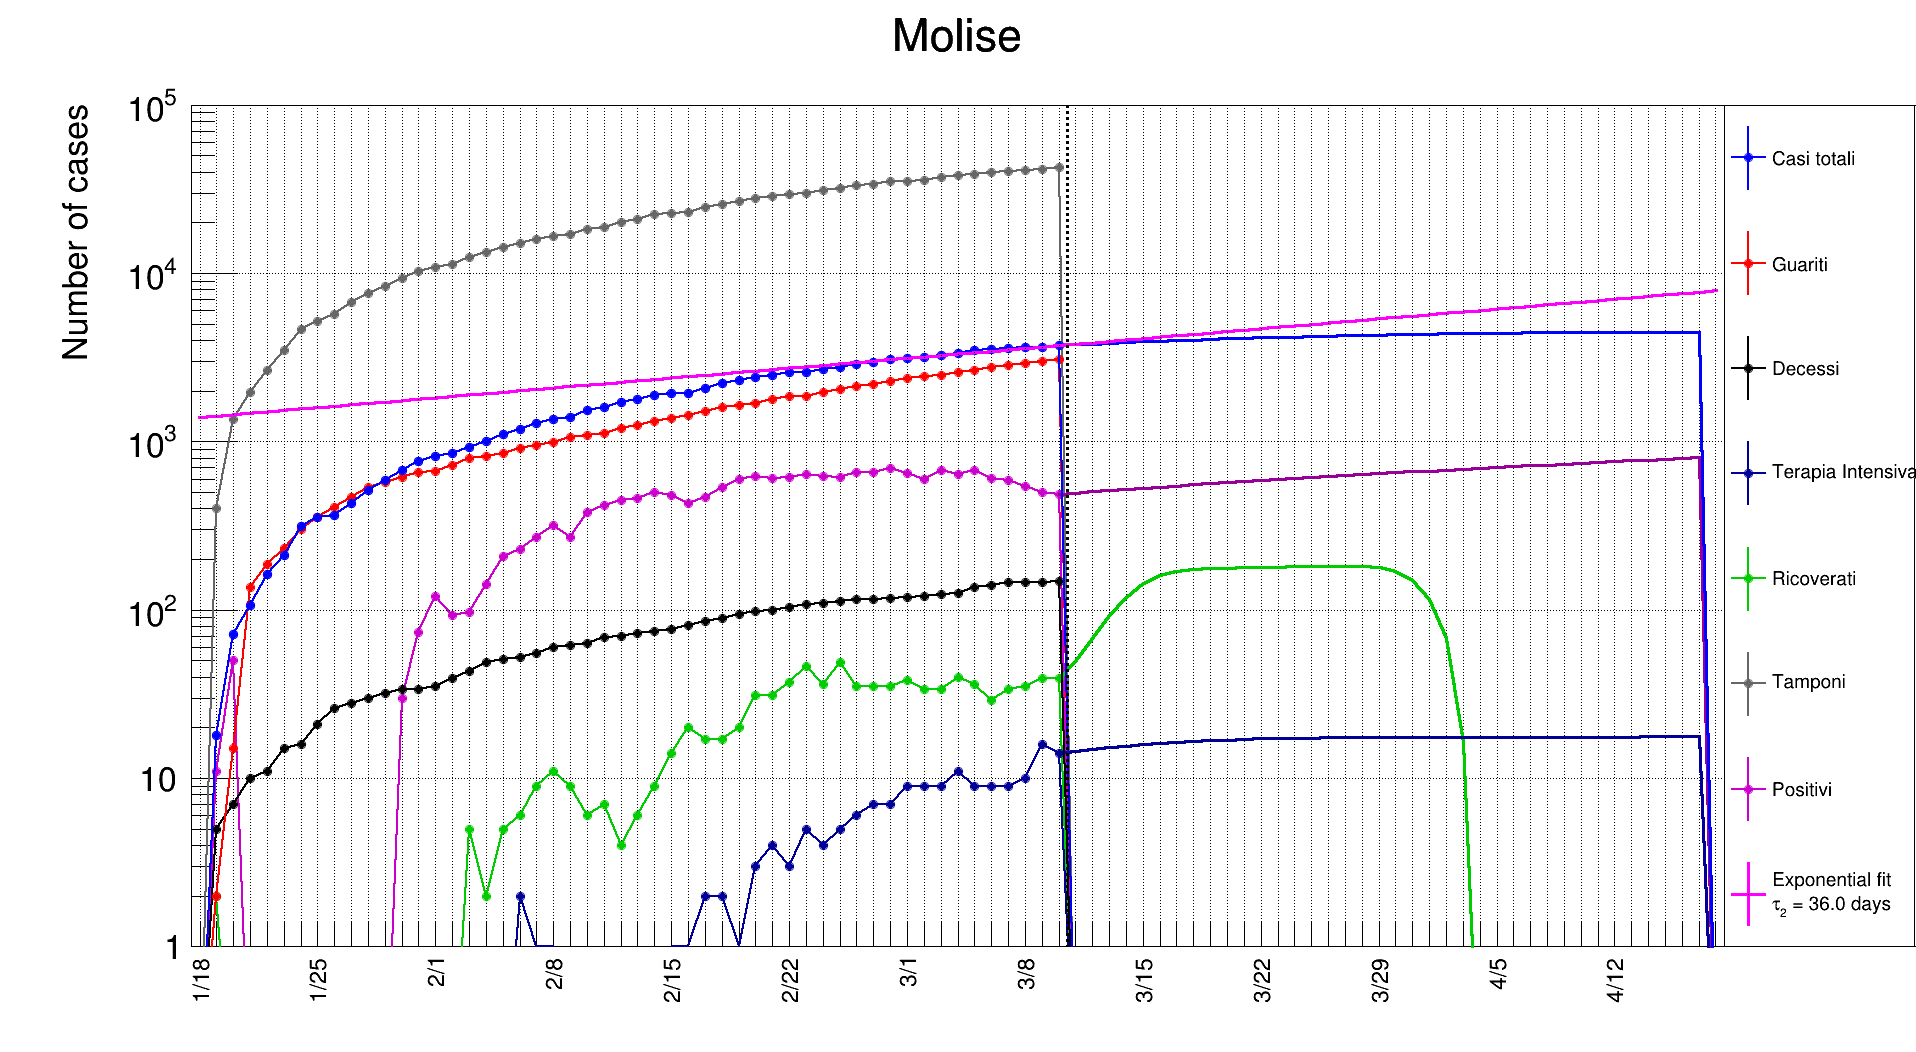 Molise
Number of cases
10^5
10^4
10^3
10^2
10
1
1/18
1/25
2/1
2/8
2/15
2/22
3/1
3/8
3/15
3/22
3/29
4/5
4/12
Casi totali
Guariti
Decessi
Terapia Intensiva
Ricoverati
Tamponi
Positivi
Exponential fit
τ_2 = 36.0 days